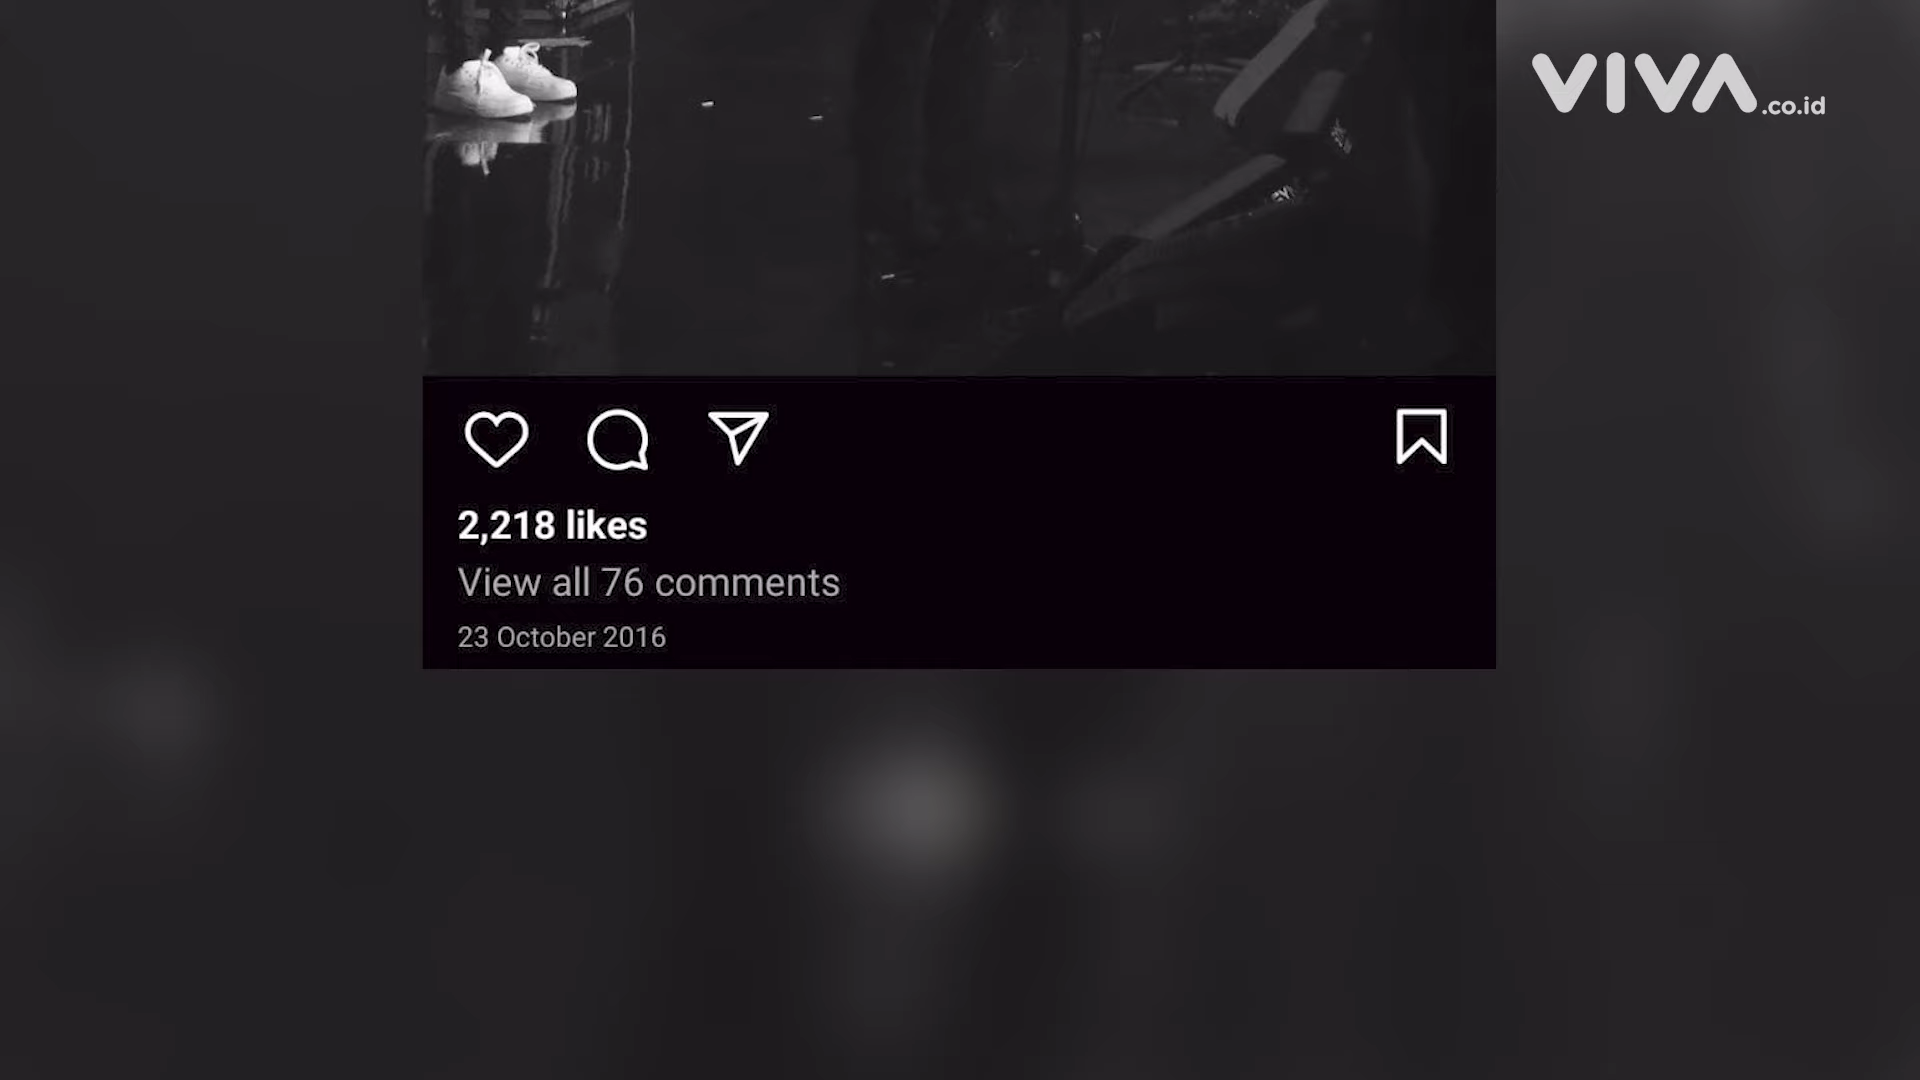 VIVA.co.id
2,218 likes
View all 76 comments
23 October 2016